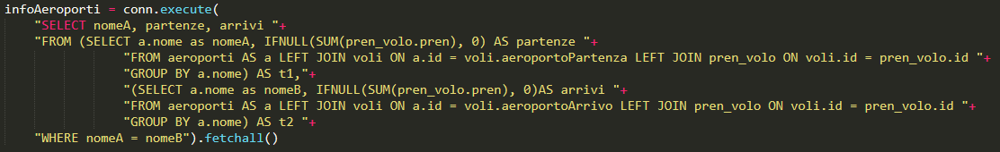 infoAeroporti = conn.execute(
"SELECT nomeA, partenze, arrivi "+
"FROM (SELECT a.nome as nomeA, IFNULL(SUM(pren_volo.pren), 0) AS partenze "+
"FROM aeroporti AS a LEFT JOIN voli ON a.id = voli.aeroportoPartenza LEFT JOIN pren_volo ON voli.id = pren_volo.id "+
"GROUP BY a.nome) AS t1,"+
"(SELECT a.nome as nomeB, IFNULL(SUM(pren_volo.pren), 0)AS arrivi "+
"FROM aeroporti AS a LEFT JOIN voli ON a.id = voli.aeroportoArrivo LEFT JOIN pren_volo ON voli.id = pren_volo.id "+
"GROUP BY a.nome) AS t2 "+
"WHERE nomeA = nomeB").fetchall()